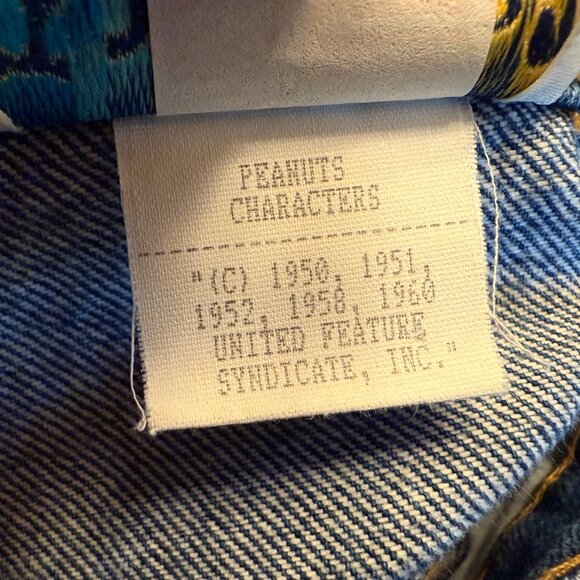 PEANUTS
CHARACTERS
"(C) 1950, 1951,
1952, 1958, 1960
UNITED FEATURE
SYNDICATE, INC."